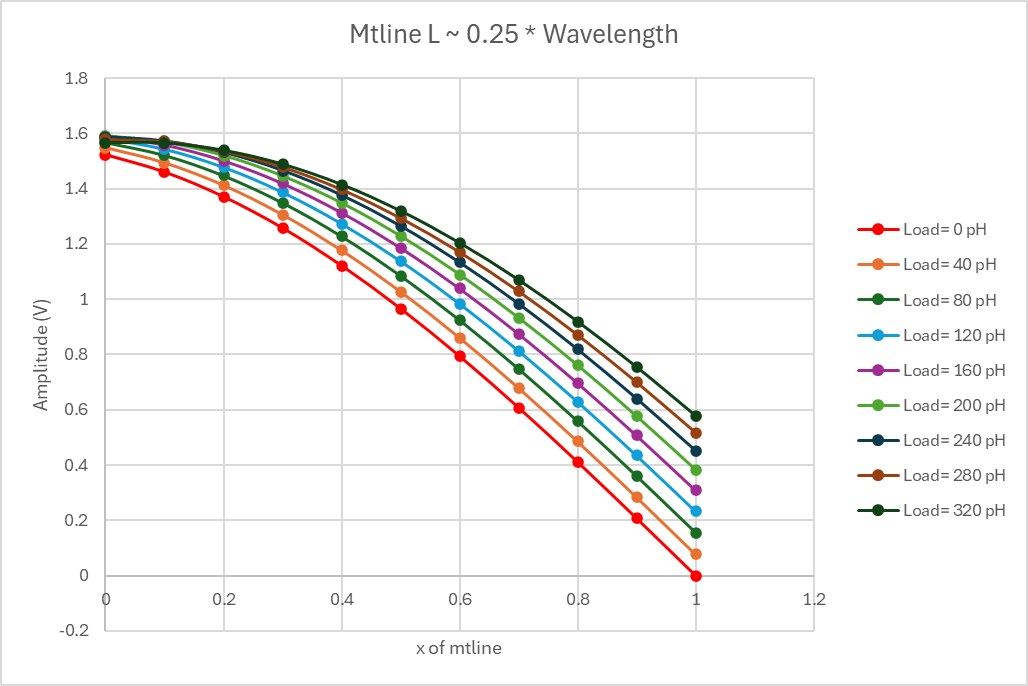 Mtline L ~ 0.25 * Wavelength
Amplitude (V)
1.8
1.6
1.4
1.2
1
0.8
0.6
0.4
0.2
0
-0.2
0 0.2 0.4 0.6 0.8 1 1.2
x of mtline
Load= 0 pH
Load= 40 pH
Load= 80 pH
Load= 120 pH
Load= 160 pH
Load= 200 pH
Load= 240 pH
Load= 280 pH
Load= 320 pH